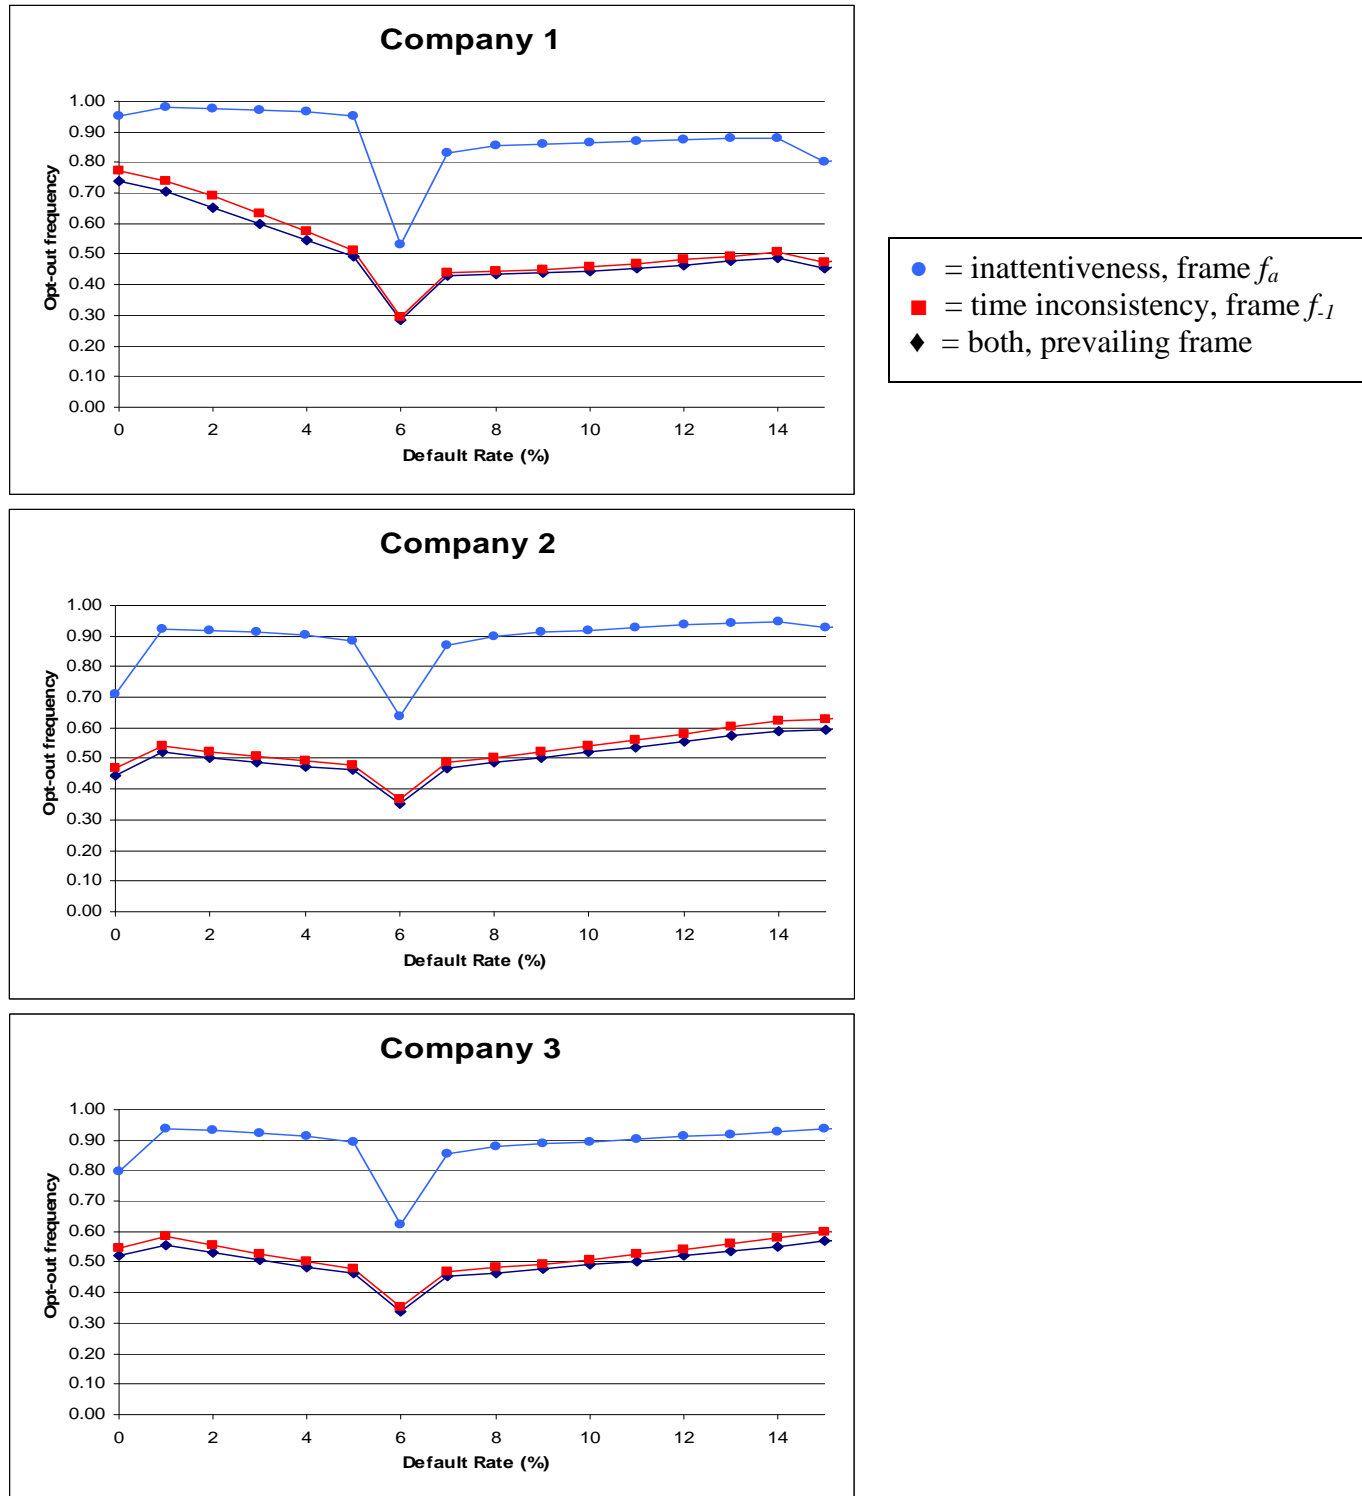 Company 1
Opt-out frequency
1.00
0.90
0.80
0.70
0.60
0.50
0.40
0.30
0.20
0.10
0.00
0 2 4 6 8 10 12 14
Default Rate (%)
= inattentiveness, frame fa
= time inconsistency, frame f-1
= both, prevailing frame
Company 2
Opt-out frequency
1.00
0.90
0.80
0.70
0.60
0.50
0.40
0.30
0.20
0.10
0.00
0 2 4 6 8 10 12 14
Default Rate (%)
Company 3
Opt-out frequency
1.00
0.90
0.80
0.70
0.60
0.50
0.40
0.30
0.20
0.10
0.00
0 2 4 6 8 10 12 14
Default Rate (%)